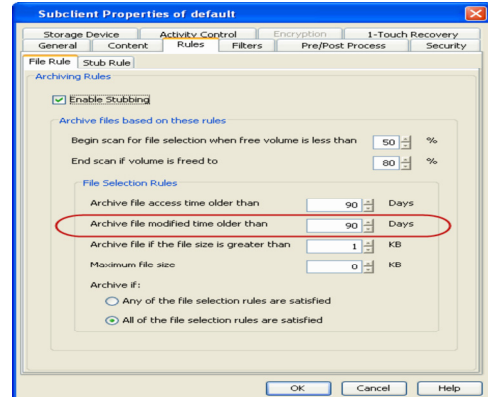 Subclient Properties of default
Storage Device Activity Control Encryption 1-Touch Recovery
General Content Rules Filters Pre/Post Process Security
File Rule Stub Rule
Archiving Rules
Enable Stubbing
Archive files based on these rules
Begin scan for file selection when free volume is less than 50 %
End scan if volume is freed to 80 %
File Selection Rules
Archive file access time older than 90 Days
Archive file modified time older than 90 Days
Archive file if the file size is greater than 1 KB
Maximum file size 0 KB
Archive if:
Any of the file selection rules are satisfied
All of the file selection rules are satisfied
OK Cancel Help